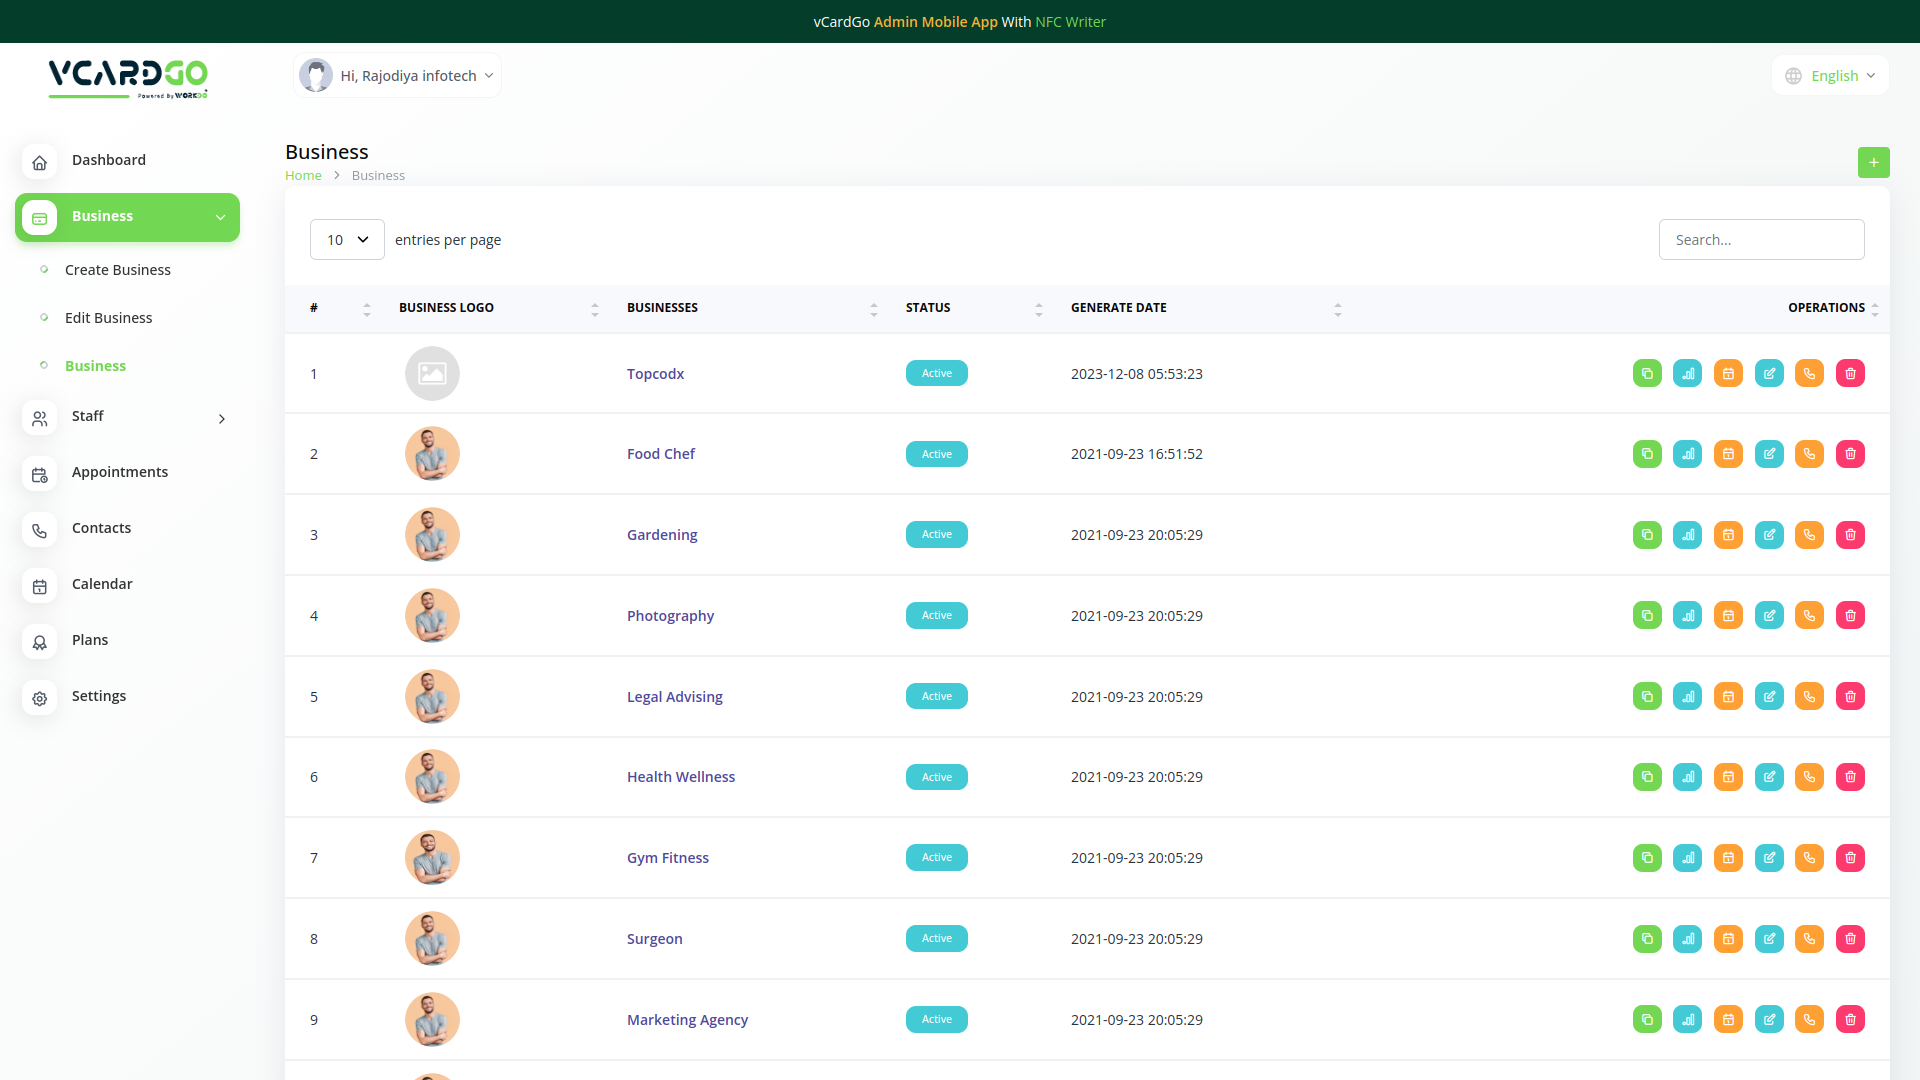 vCardGo Admin Mobile App With NFC Writer
VCARDGO
Powered By WORKDO
Hi, Rajodiya infotech
English
Dashboard
Business
Create Business
Edit Business
Business
Staff
Appointments
Contacts
Calendar
Plans
Settings
Business
Home > Business
+
10 entries per page
Search...
# BUSINESS LOGO BUSINESSES STATUS GENERATE DATE OPERATIONS
1 Topcodx Active 2023-12-08 05:53:23
2 Food Chef Active 2021-09-23 16:51:52
3 Gardening Active 2021-09-23 20:05:29
4 Photography Active 2021-09-23 20:05:29
5 Legal Advising Active 2021-09-23 20:05:29
6 Health Wellness Active 2021-09-23 20:05:29
7 Gym Fitness Active 2021-09-23 20:05:29
8 Surgeon Active 2021-09-23 20:05:29
9 Marketing Agency Active 2021-09-23 20:05:29